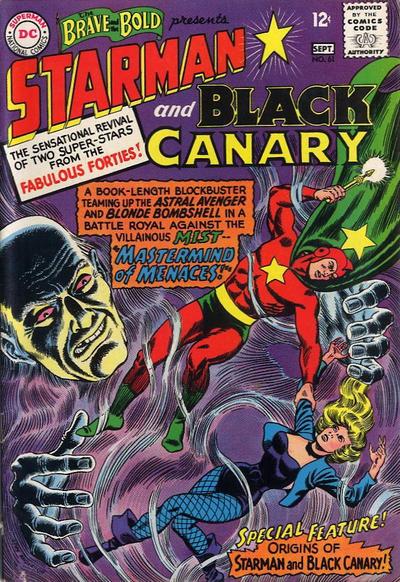 SUPERMAN
DC
NATIONAL COMICS
THE BRAVE and the BOLD presents
12¢
SEPT.
NO. 61
APPROVED
BY THE
COMICS
CODE
AUTHORITY
STARMAN
and BLACK
CANARY
THE SENSATIONAL REVIVAL
OF TWO SUPER-STARS
FROM THE
FABULOUS FORTIES!
A BOOK-LENGTH BLOCKBUSTER
TEAMING UP THE ASTRAL AVENGER
AND BLONDE BOMBSHELL IN A
BATTLE ROYAL AGAINST THE
VILLAINOUS MIST--
"MASTERMIND
OF MENACES!"
SPECIAL FEATURE!
ORIGINS OF
STARMAN and BLACK CANARY!